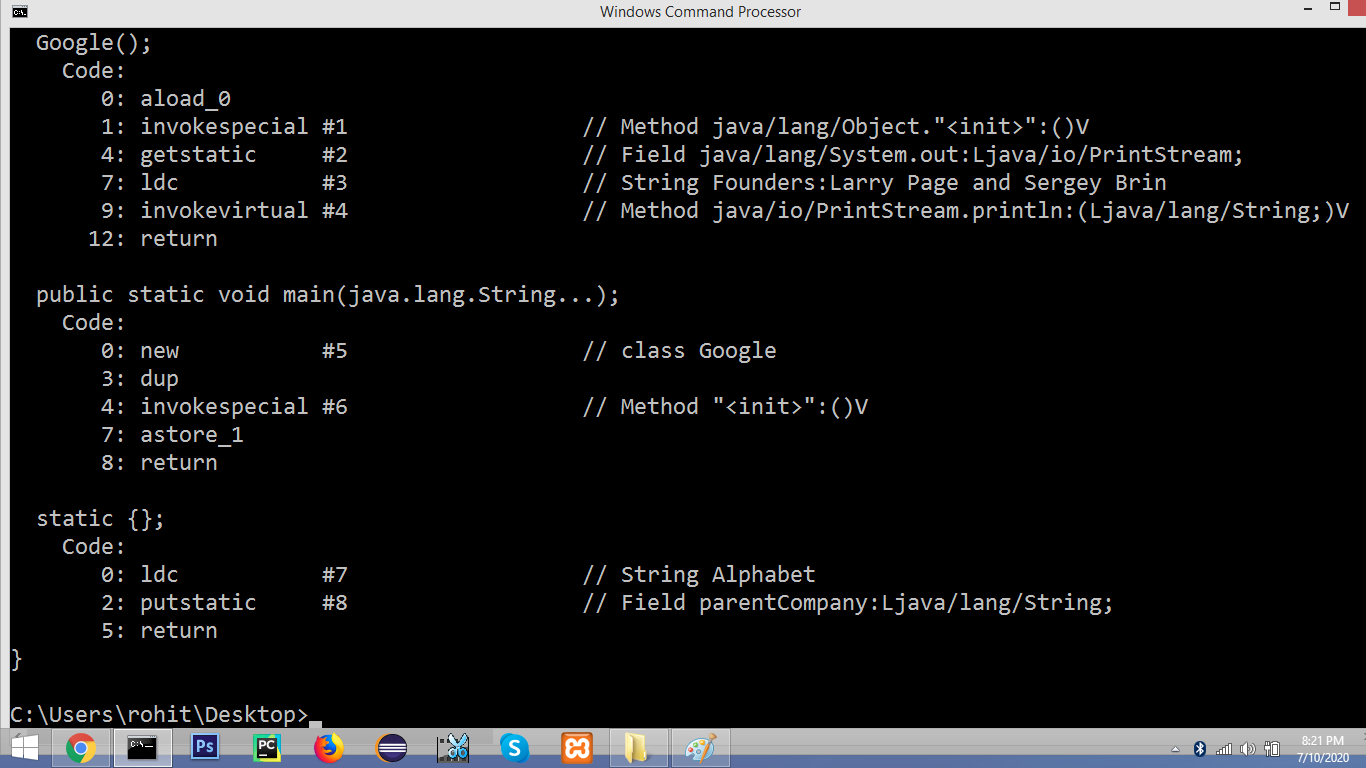 Windows Command Processor
Google();
Code:
0: aload_0
1: invokespecial #1 // Method java/lang/Object."<init>":()V
4: getstatic #2 // Field java/lang/System.out:Ljava/io/PrintStream;
7: ldc #3 // String Founders:Larry Page and Sergey Brin
9: invokevirtual #4 // Method java/io/PrintStream.println:(Ljava/lang/String;)V
12: return
public static void main(java.lang.String...);
Code:
0: new #5 // class Google
3: dup
4: invokespecial #6 // Method "<init>":()V
7: astore_1
8: return
static {};
Code:
0: ldc #7 // String Alphabet
2: putstatic #8 // Field parentCompany:Ljava/lang/String;
5: return
}
C:\Users\rohit\Desktop>
Ps
PC
S
8:21 PM
7/10/2020